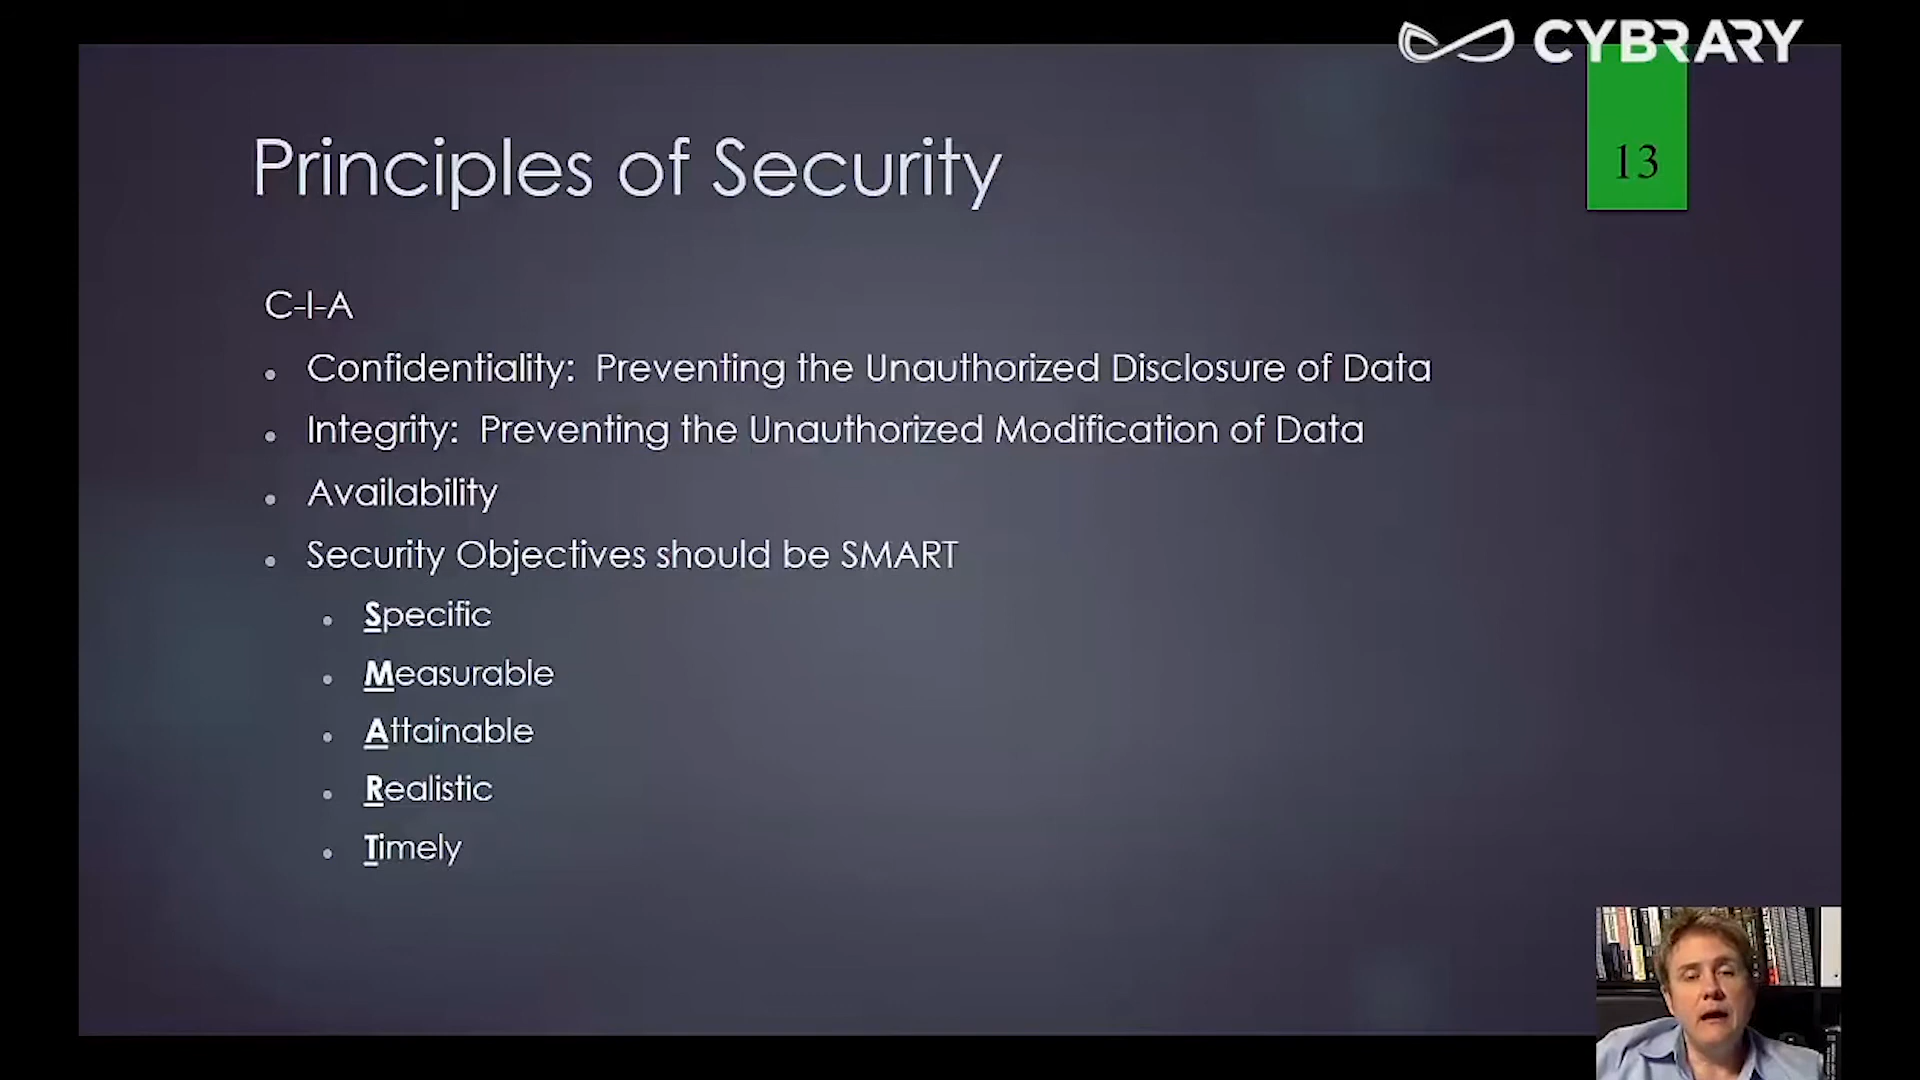 CYBRARY
13
Principles of Security
C-I-A
Confidentiality: Preventing the Unauthorized Disclosure of Data
Integrity: Preventing the Unauthorized Modification of Data
Availability
Security Objectives should be SMART
Specific
Measurable
Attainable
Realistic
Timely